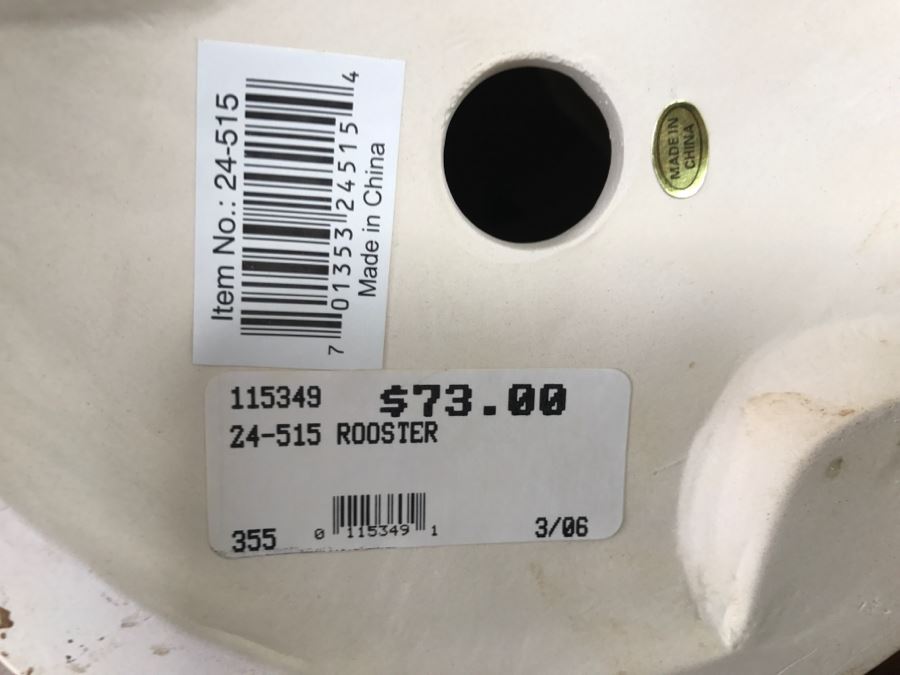 Item No.: 24-515
7 01353 24515 4
Made in China
MADE IN
CHINA
115349 $73.00
24-515 ROOSTER
355 0 115349 1 3/06